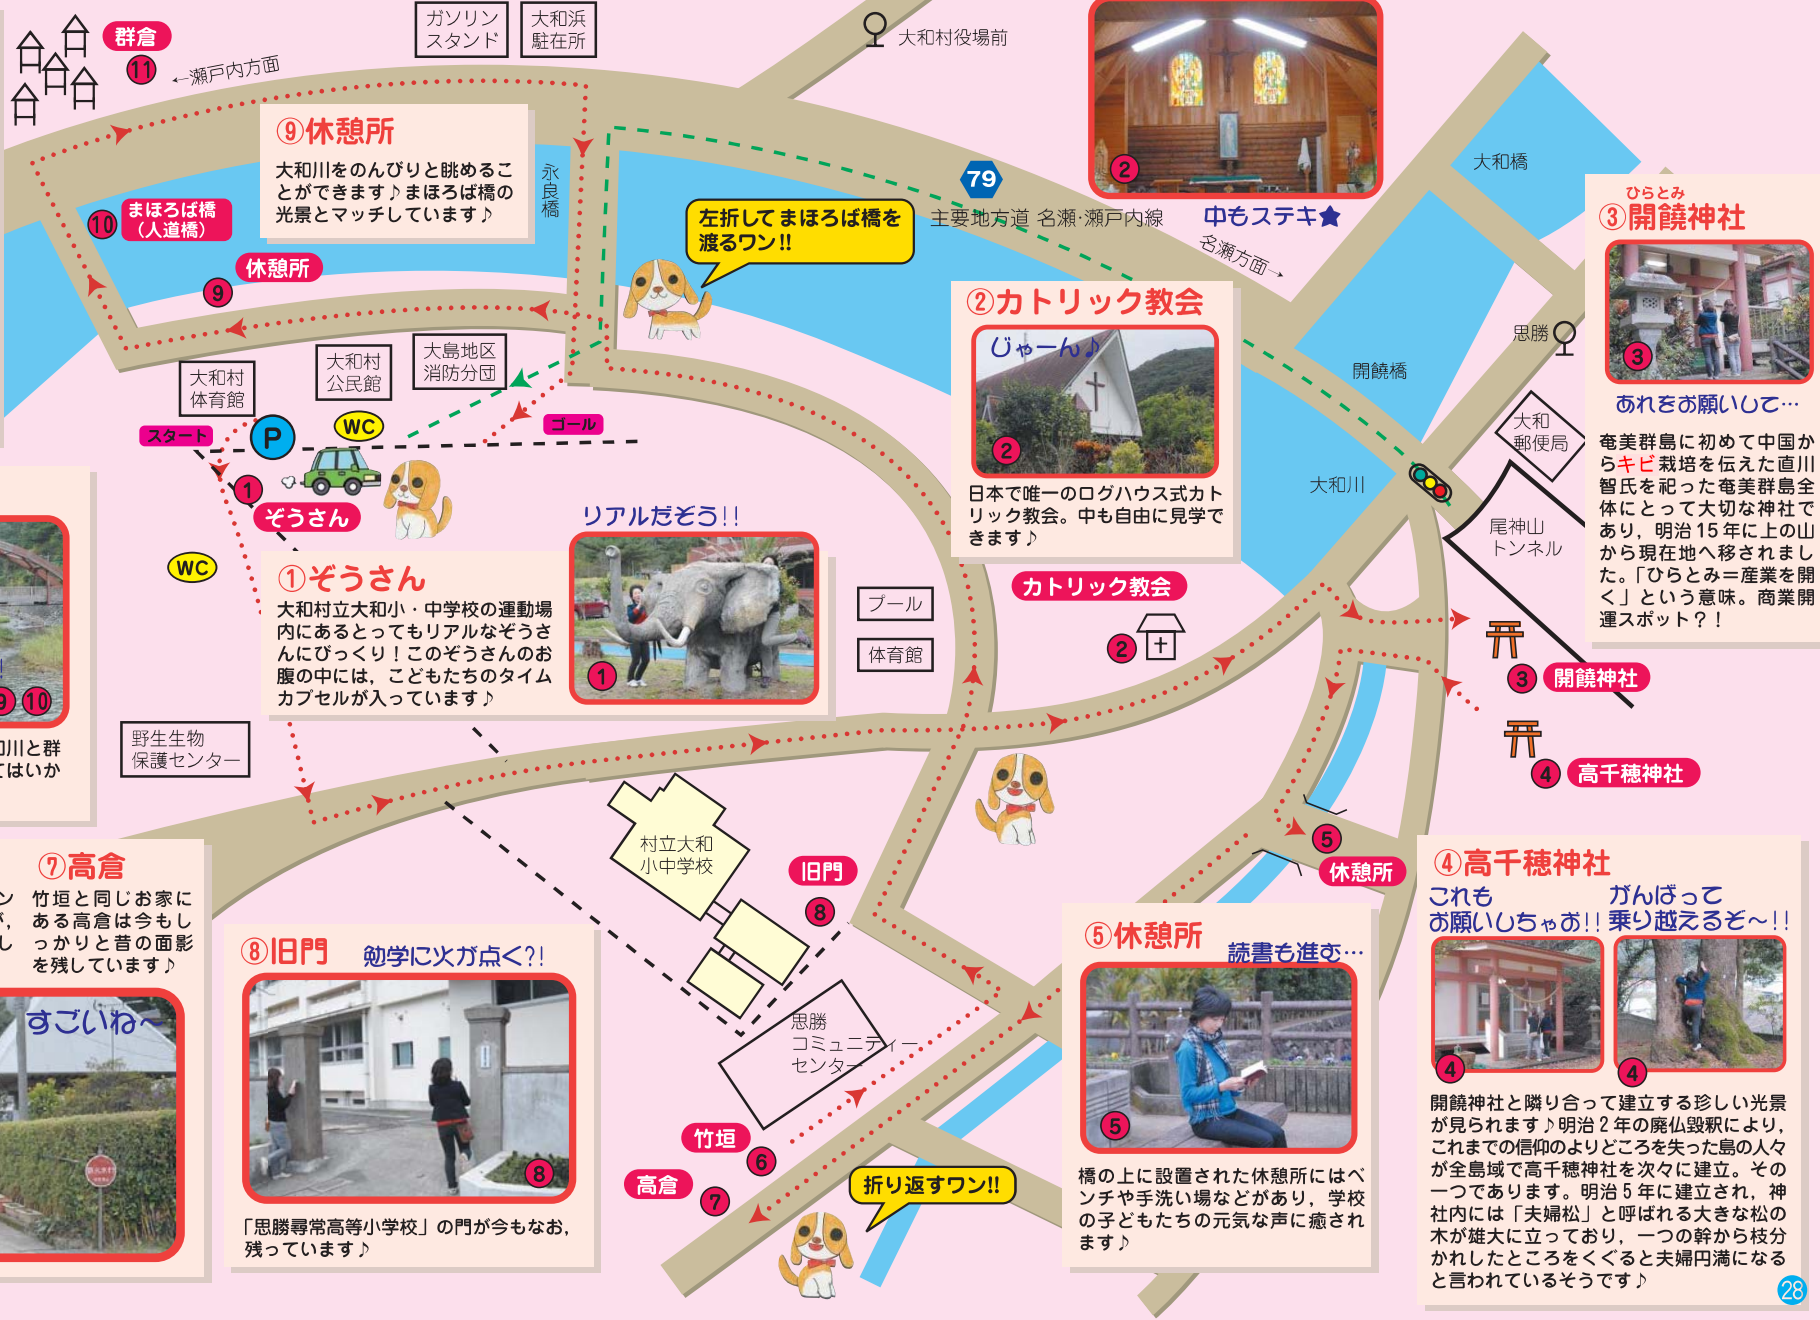 群倉
11
←瀬戸内方面
ガソリン
スタンド
大和浜
駐在所
大和村役場前
⑨休憩所
大和川をのんびりと眺めるこ
とができます♪まほろば橋の
光景とマッチしています♪
永良橋
10
まほろば橋
(人道橋)
9
休憩所
左折してまほろば橋を
渡るワン!!
79
主要地方道 名瀬・瀬戸内線
名瀬方面→
2
中もステキ★
大和橋
③開饒神社
ひらとみ
3
あれをお願いして…
奄美群島に初めて中国か
らキビ栽培を伝えた直川
智氏を祀った奄美群島全
体にとって大切な神社で
あり，明治15年に上の山
から現在地へ移されまし
た。「ひらとみ＝産業を開
く」という意味。商業開
運スポット？！
②カトリック教会
じゃーん♪
2
日本で唯一のログハウス式カト
リック教会。中も自由に見学で
きます♪
開饒橋
思勝
大和
郵便局
大和川
尾神山
トンネル
大和村
体育館
大和村
公民館
大島地区
消防分団
スタート
P
WC
ゴール
1
ぞうさん
WC
①ぞうさん
大和村立大和小・中学校の運動場
内にあるとってもリアルなぞうさ
んにびっくり！このぞうさんのお
腹の中には，こどもたちのタイム
カプセルが入っています♪
リアルだぞう!!
1
プール
体育館
カトリック教会
2
3
開饒神社
4
高千穂神社
10
川と群
てはいか
野生生物
保護センター
村立大和
小中学校
旧門
8
5
休憩所
⑦高倉
竹垣と同じお家に
ある高倉は今もし
っかりと昔の面影
を残しています♪
すごいね～
⑧旧門
勉学に火が点く?!
8
「思勝尋常高等小学校」の門が今もなお，
残っています♪
思勝
コミュニティー
センター
竹垣
6
高倉
7
折り返すワン!!
⑤休憩所
読書も進む…
5
橋の上に設置された休憩所にはベ
ンチや手洗い場などがあり，学校
の子どもたちの元気な声に癒され
ます♪
④高千穂神社
これも
お願いしちゃお!!
がんばって
乗り越えるぞ～!!
4
4
開饒神社と隣り合って建立する珍しい光景
が見られます♪明治２年の廃仏毀釈により，
これまでの信仰のよりどころを失った島の人々
が全島域で高千穂神社を次々に建立。その
一つであります。明治５年に建立され，神
社内には「夫婦松」と呼ばれる大きな松の
木が雄大に立っており，一つの幹から枝分
かれしたところをくぐると夫婦円満になる
と言われているそうです♪
28